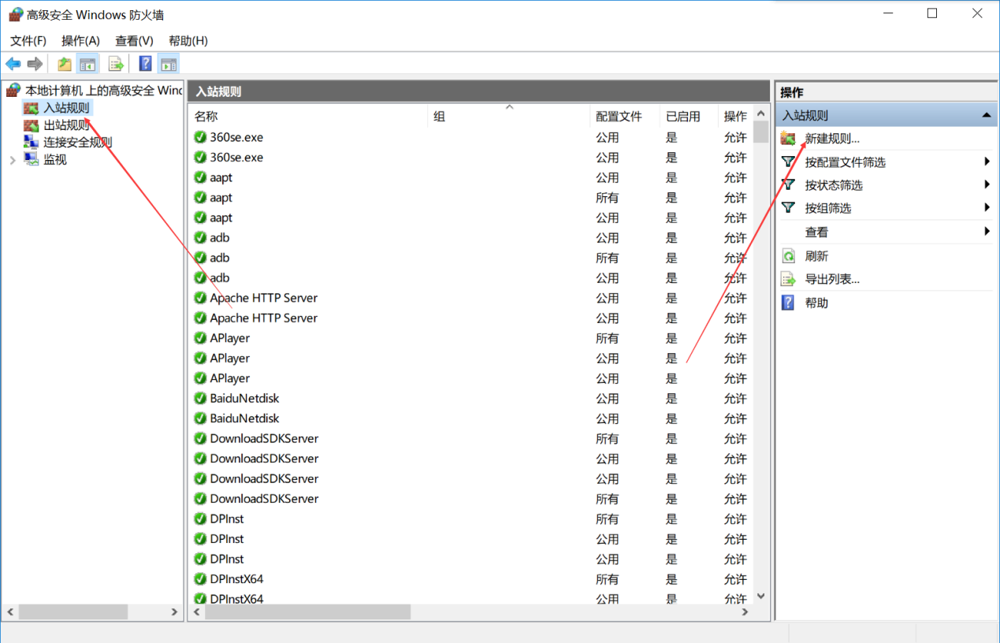 高级安全 Windows 防火墙
文件(F) 操作(A) 查看(V) 帮助(H)
本地计算机 上的高级安全 Wind
入站规则
出站规则
连接安全规则
监视
入站规则
名称 组 配置文件 已启用 操作
360se.exe 公用 是 允许
360se.exe 公用 是 允许
aapt 公用 是 允许
aapt 所有 是 允许
aapt 公用 是 允许
adb 公用 是 允许
adb 所有 是 允许
adb 公用 是 允许
Apache HTTP Server 公用 是 允许
Apache HTTP Server 公用 是 允许
APlayer 所有 是 允许
APlayer 公用 是 允许
APlayer 公用 是 允许
BaiduNetdisk 公用 是 允许
BaiduNetdisk 公用 是 允许
DownloadSDKServer 所有 是 允许
DownloadSDKServer 公用 是 允许
DownloadSDKServer 公用 是 允许
DownloadSDKServer 所有 是 允许
DPInst 所有 是 允许
DPInst 公用 是 允许
DPInst 公用 是 允许
DPInstX64 所有 是 允许
DPInstX64 公用 是 允许
操作
入站规则
新建规则...
按配置文件筛选
按状态筛选
按组筛选
查看
刷新
导出列表...
帮助